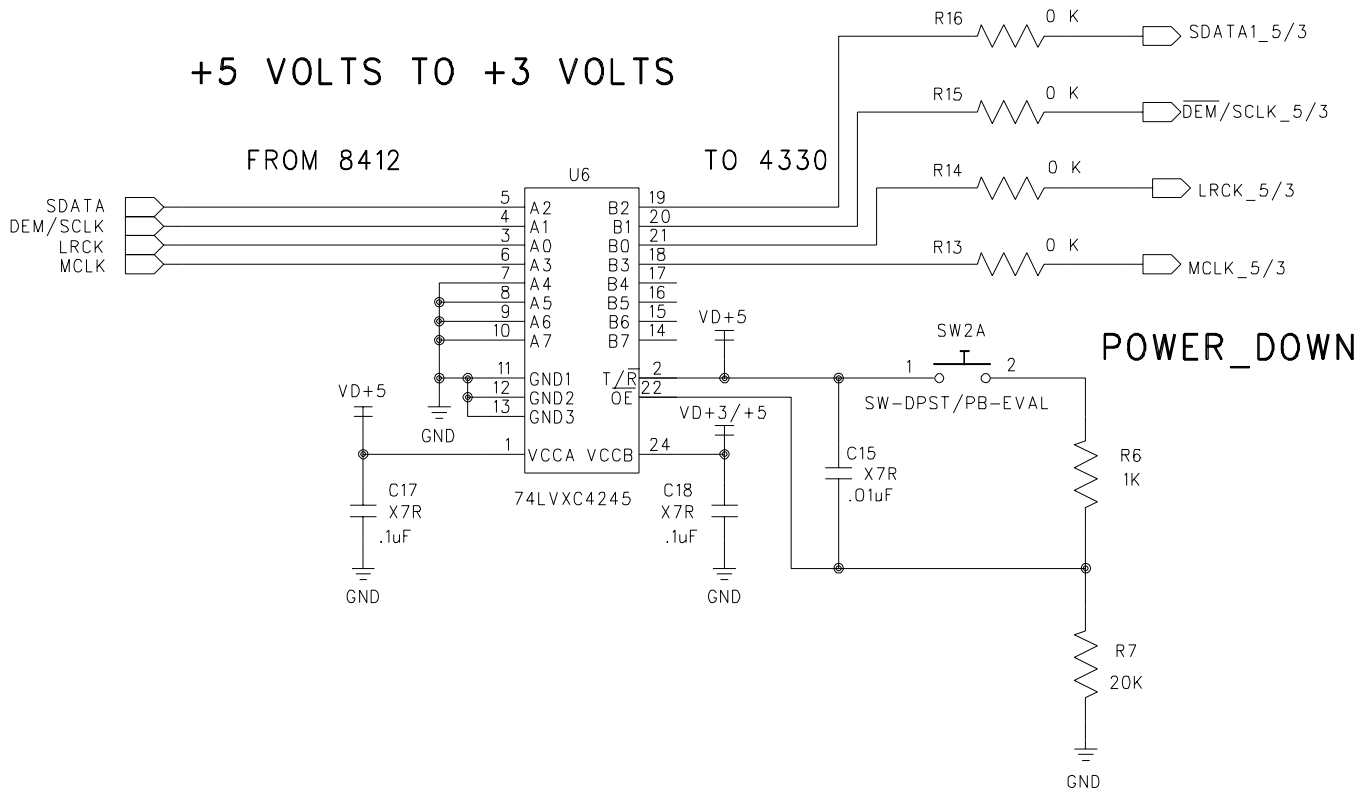 +5 VOLTS TO +3 VOLTS
FROM 8412
TO 4330
R16 0 K SDATA1_5/3
R15 0 K DEM/SCLK_5/3
R14 0 K LRCK_5/3
R13 0 K MCLK_5/3
U6
SDATA 5 A2 B2 19
DEM/SCLK 4 A1 B1 20
LRCK 3 A0 B0 21
MCLK 6 A3 B3 18
7 A4 B4 17
8 A5 B5 16
9 A6 B6 15
10 A7 B7 14
11 GND1 T/R 2
12 GND2 OE 22
13 GND3
1 VCCA VCCB 24
74LVXC4245
VD+5
GND
C17
X7R
.1uF
GND
VD+5
VD+3/+5
C18
X7R
.1uF
GND
SW2A
1 2
SW-DPST/PB-EVAL
POWER_DOWN
C15
X7R
.01uF
R6
1K
R7
20K
GND